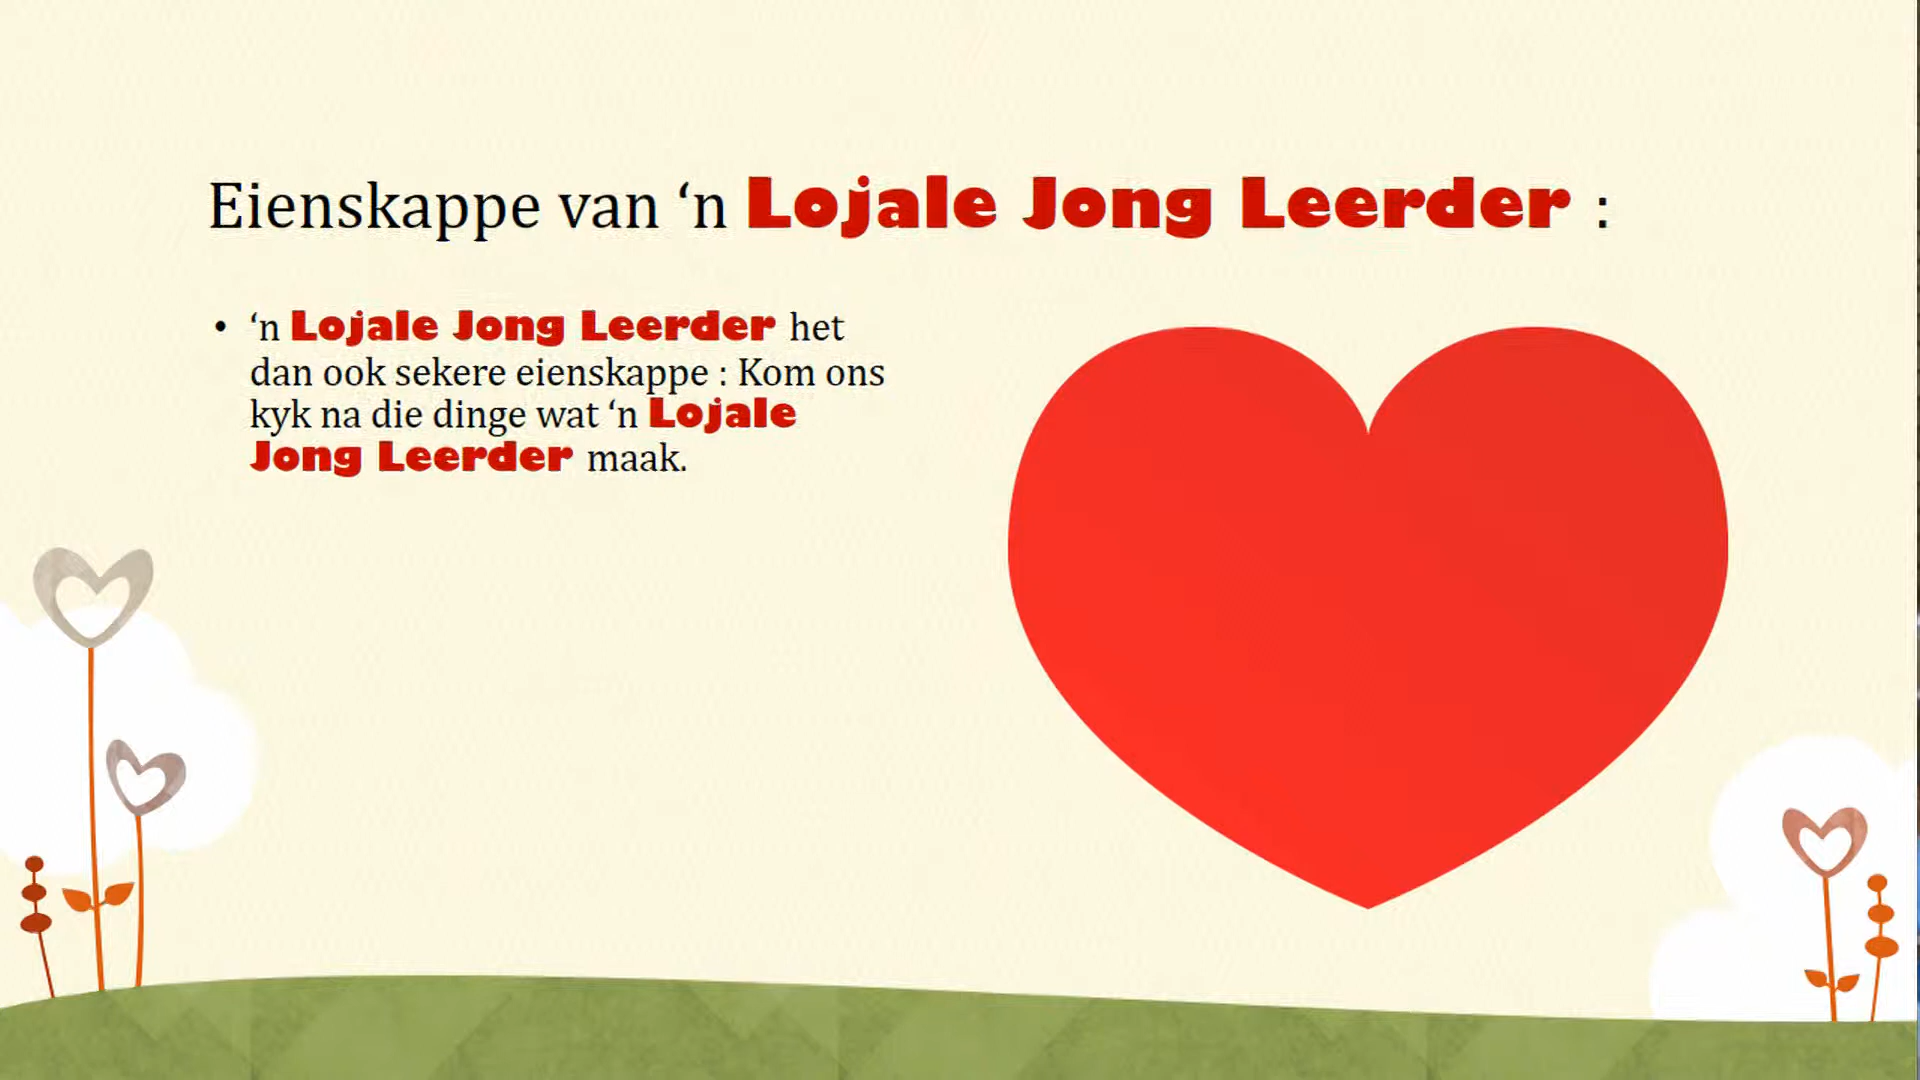 Eienskappe van ‘n Lojale Jong Leerder :
• ‘n Lojale Jong Leerder het
dan ook sekere eienskappe : Kom ons
kyk na die dinge wat ‘n Lojale
Jong Leerder maak.